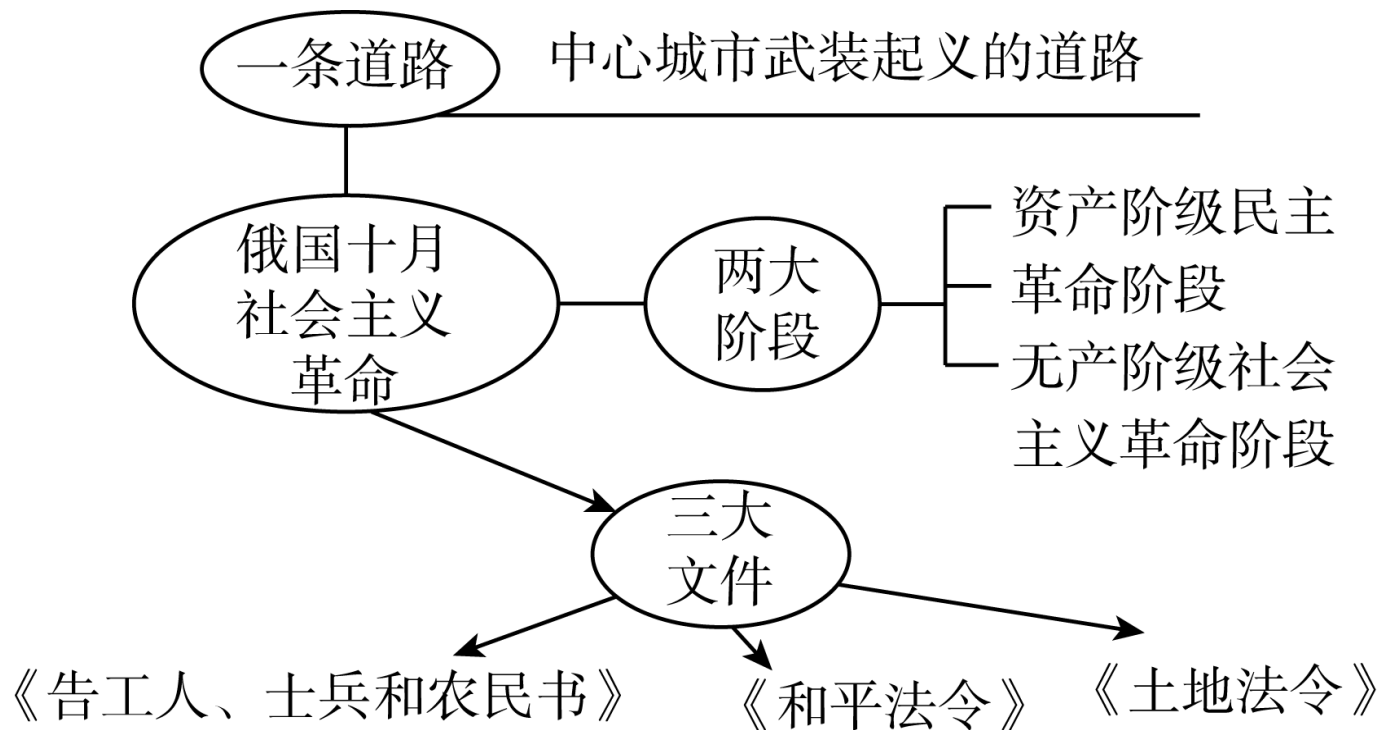 一条道路
中心城市武装起义的道路
俄国十月
社会主义
革命
两大
阶段
资产阶级民主
革命阶段
无产阶级社会
主义革命阶段
三大
文件
《告工人、士兵和农民书》
《和平法令》
《土地法令》